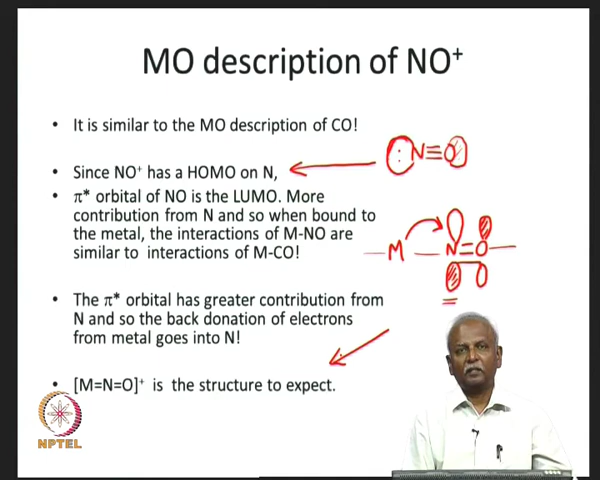 MO description of NO⁺
• It is similar to the MO description of CO!
• Since NO⁺ has a HOMO on N,
:N≡O
• π* orbital of NO is the LUMO. More
contribution from N and so when bound to
the metal, the interactions of M-NO are
similar to interactions of M-CO!
— M — N=O —
• The π* orbital has greater contribution from
N and so the back donation of electrons
from metal goes into N!
• [M=N=O]⁺ is the structure to expect.
NPTEL